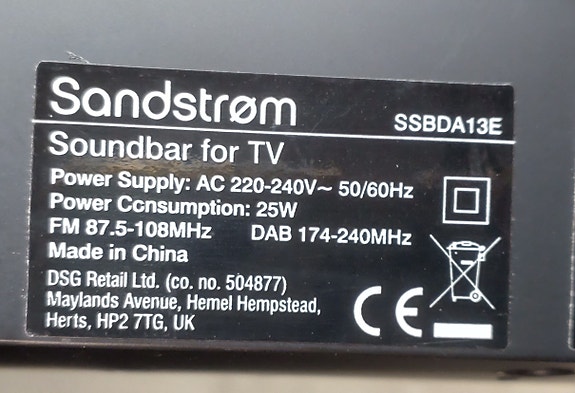 Sandstrøm
SSBDA13E
Soundbar for TV
Power Supply: AC 220-240V~ 50/60Hz
Power Ccnsumption: 25W
FM 87.5-108MHz DAB 174-240MHz
Made in China
DSG Retail Ltd. (co. no. 504877)
Maylands Avenue, Hemel Hempstead,
Herts, HP2 7TG, UK
CE